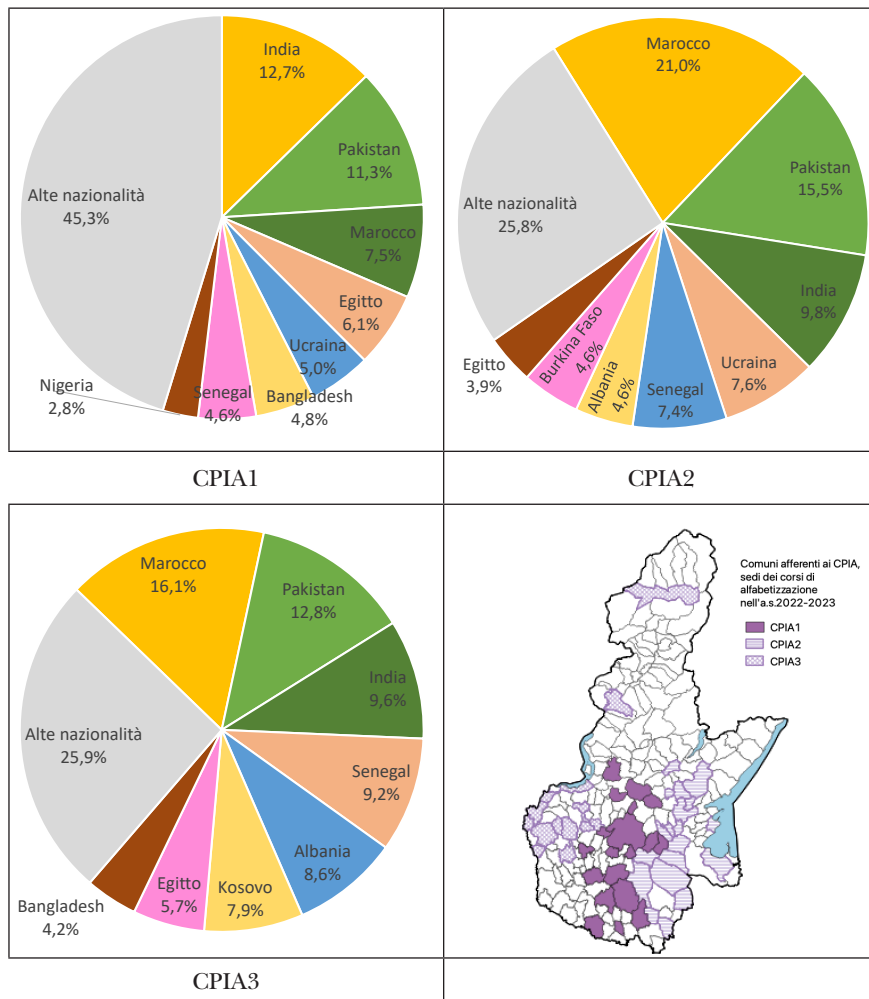 India
12,7%
Pakistan
11,3%
Marocco
7,5%
Egitto
6,1%
Ucraina
5,0%
Bangladesh
4,8%
Senegal
4,6%
Nigeria
2,8%
Alte nazionalità
45,3%
CPIA1
Marocco
21,0%
Pakistan
15,5%
India
9,8%
Ucraina
7,6%
Senegal
7,4%
Albania
4,6%
Burkina Faso
4,6%
Egitto
3,9%
Alte nazionalità
25,8%
CPIA2
Marocco
16,1%
Pakistan
12,8%
India
9,6%
Senegal
9,2%
Albania
8,6%
Kosovo
7,9%
Egitto
5,7%
Bangladesh
4,2%
Alte nazionalità
25,9%
CPIA3
Comuni afferenti ai CPIA,
sedi dei corsi di
alfabetizzazione
nell'a.s.2022-2023
CPIA1
CPIA2
CPIA3